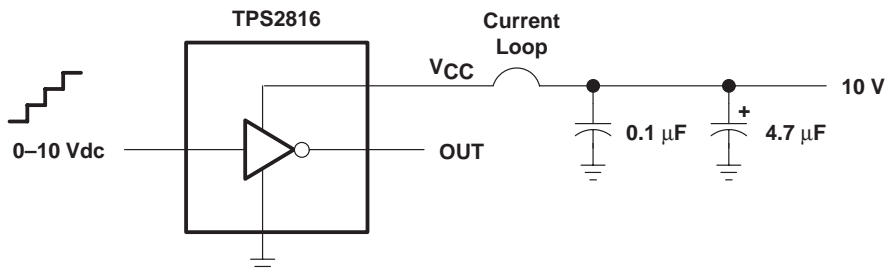 TPS2816
Current
Loop
VCC
10 V
+
0.1 μF
4.7 μF
0–10 Vdc
OUT